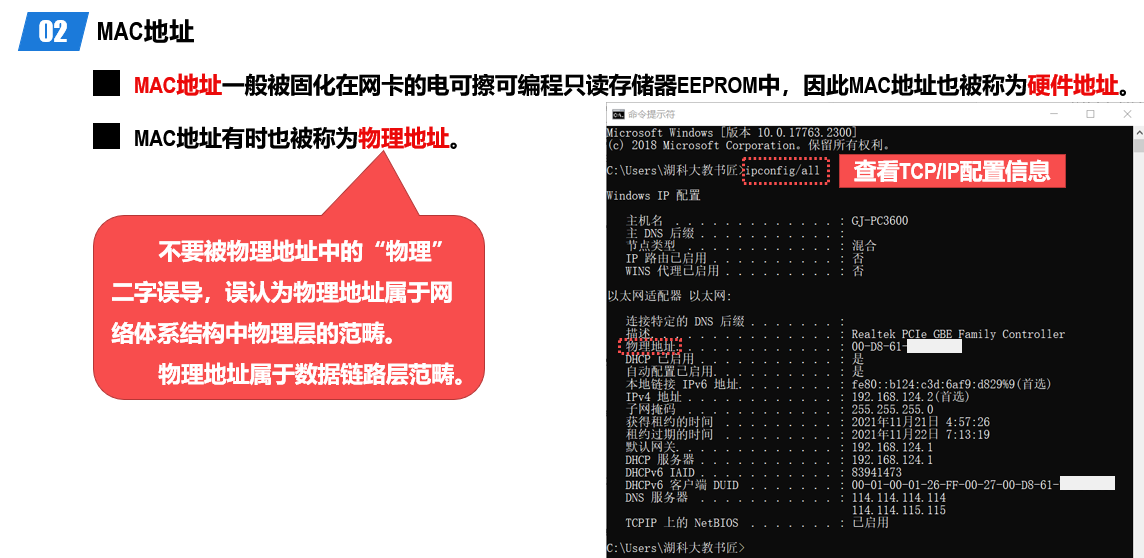 02 MAC地址
MAC地址一般被固化在网卡的电可擦可编程只读存储器EEPROM中，因此MAC地址也被称为硬件地址。
MAC地址有时也被称为物理地址。
不要被物理地址中的“物理”
二字误导，误认为物理地址属于网
络体系结构中物理层的范畴。
物理地址属于数据链路层范畴。
命令提示符
Microsoft Windows [版本 10.0.17763.2300]
(c) 2018 Microsoft Corporation。保留所有权利。
C:\Users\湖科大教书匠>ipconfig/all
查看TCP/IP配置信息
Windows IP 配置
主机名 . . . . . . . . . . . . . : GJ-PC3600
主 DNS 后缀 . . . . . . . . . . . :
节点类型 . . . . . . . . . . . . : 混合
IP 路由已启用 . . . . . . . . . . : 否
WINS 代理已启用 . . . . . . . . . : 否
以太网适配器 以太网:
连接特定的 DNS 后缀 . . . . . . . :
描述. . . . . . . . . . . . . . . : Realtek PCIe GBE Family Controller
物理地址. . . . . . . . . . . . . : 00-D8-61-
DHCP 已启用 . . . . . . . . . . . : 是
自动配置已启用. . . . . . . . . . : 是
本地链接 IPv6 地址. . . . . . . . : fe80::b124:c3d:6af9:d829%9(首选)
IPv4 地址 . . . . . . . . . . . . : 192.168.124.2(首选)
子网掩码 . . . . . . . . . . . . : 255.255.255.0
获得租约的时间 . . . . . . . . . : 2021年11月21日 4:57:26
租约过期的时间 . . . . . . . . . : 2021年11月22日 7:13:19
默认网关. . . . . . . . . . . . . : 192.168.124.1
DHCP 服务器 . . . . . . . . . . . : 192.168.124.1
DHCPv6 IAID . . . . . . . . . . . : 83941473
DHCPv6 客户端 DUID . . . . . . . : 00-01-00-01-26-FF-00-27-00-D8-61-
DNS 服务器 . . . . . . . . . . . : 114.114.114.114
114.114.115.115
TCPIP 上的 NetBIOS . . . . . . . : 已启用
C:\Users\湖科大教书匠>